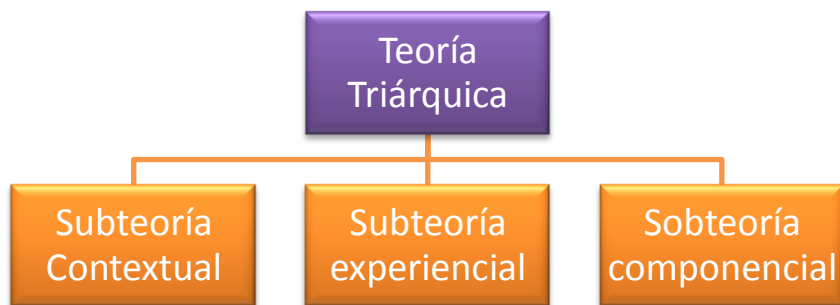 Teoría
Triárquica
Subteoría
Contextual
Subteoría
experiencial
Sobteoría
componencial